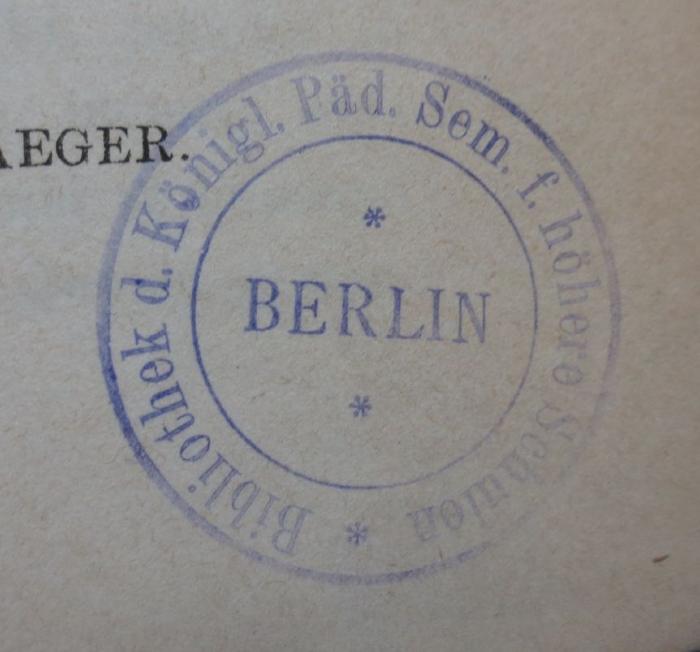 AEGER.
Bibliothek d. Königl. Päd. Sem. f. höhere Schulen *
*
BERLIN
*